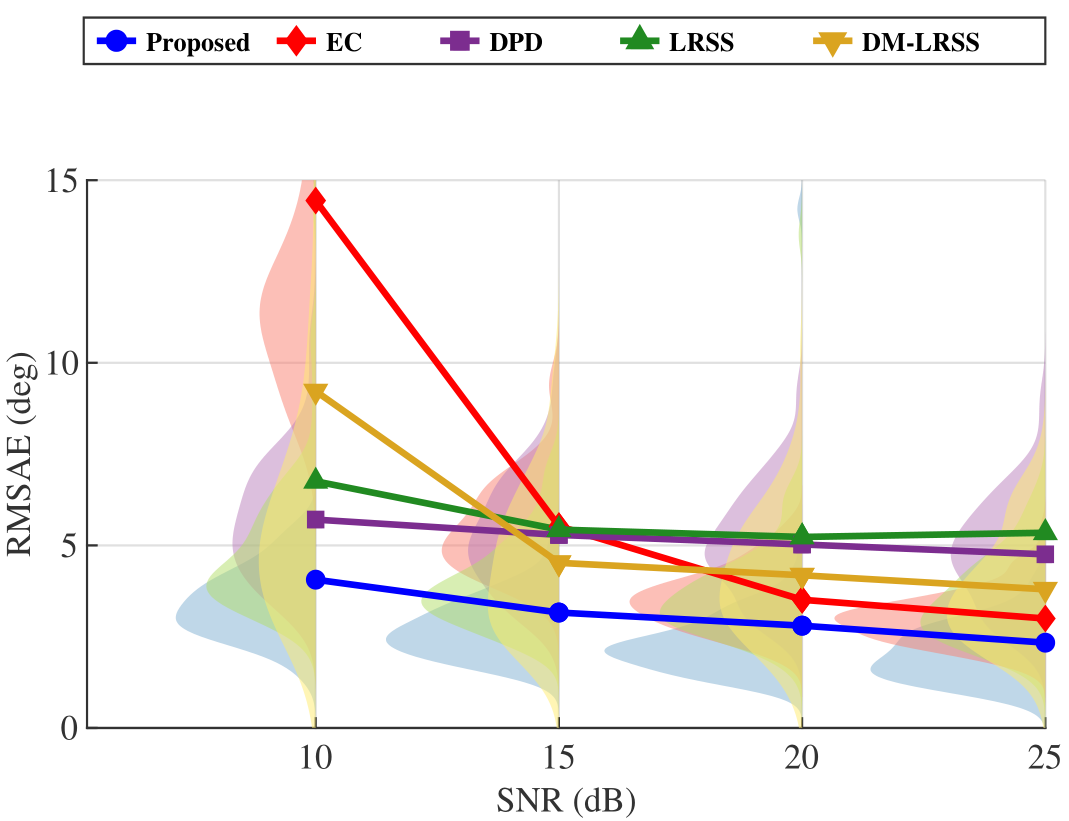 Proposed EC DPD LRSS DM-LRSS
15
10
5
0
RMSAE (deg)
10 15 20 25
SNR (dB)